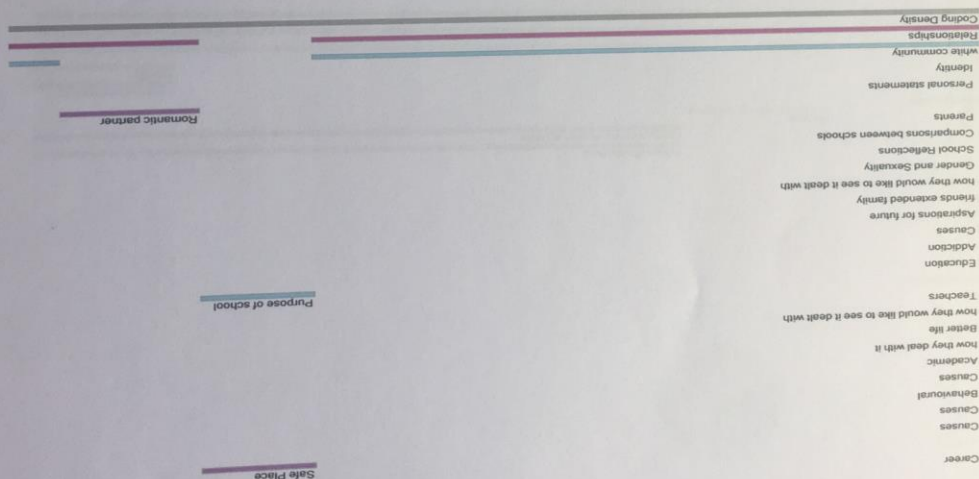 Safe Place
Career
Causes
Causes
Behavioural
Causes
Academic
how they deal with it
Better life
how they would like to see it dealt with
Purpose of school
Teachers
Education
Addiction
Causes
Aspirations for future
friends extended family
how they would like to see it dealt with
Gender and Sexuality
School Reflections
Comparisons between schools
Romantic partner
Parents
Personal statements
Identity
white community
Relationships
Coding Density